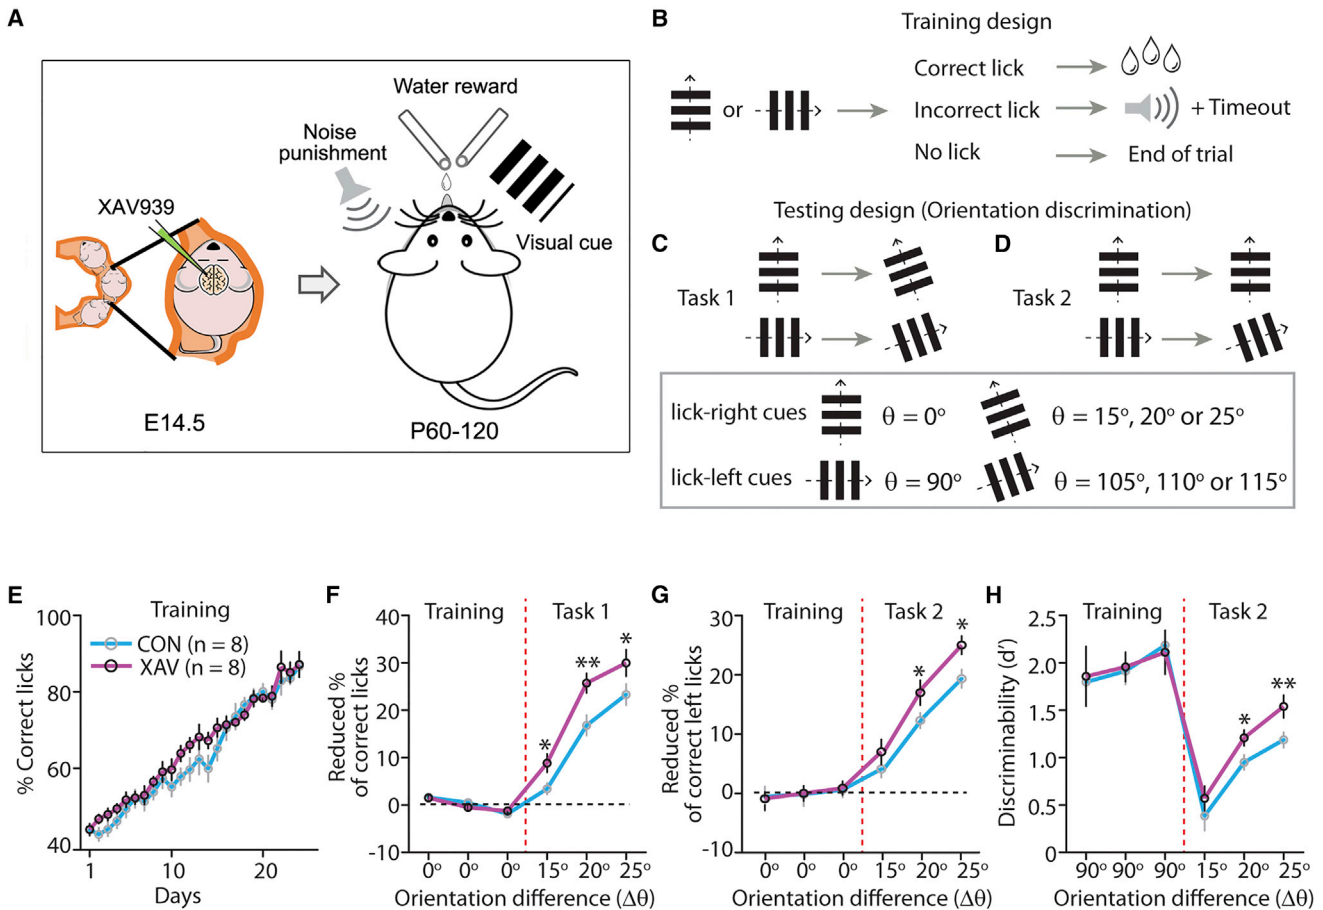 A
Water reward
Noise
punishment
XAV939
Visual cue
E14.5
P60-120
B
Training design
or
Correct lick
Incorrect lick
+ Timeout
No lick
End of trial
Testing design (Orientation discrimination)
C
Task 1
D
Task 2
lick-right cues
θ = 0°
θ = 15°, 20° or 25°
lick-left cues
θ = 90°
θ = 105°, 110° or 115°
E
Training
CON (n = 8)
XAV (n = 8)
% Correct licks
100
80
60
40
1
10
20
Days
F
Training
Task 1
Reduced %
of correct licks
40
30
20
10
0
-10
*
**
*
0° 0° 0° 15° 20° 25°
Orientation difference (Δθ)
G
Training
Task 2
Reduced %
of correct left licks
30
20
10
0
-10
*
*
0° 0° 0° 15° 20° 25°
Orientation difference (Δθ)
H
Training
Task 2
Discriminability (d′)
2.5
2.0
1.5
1.0
0.5
0
*
**
90° 90° 90° 15° 20° 25°
Orientation difference (Δθ)